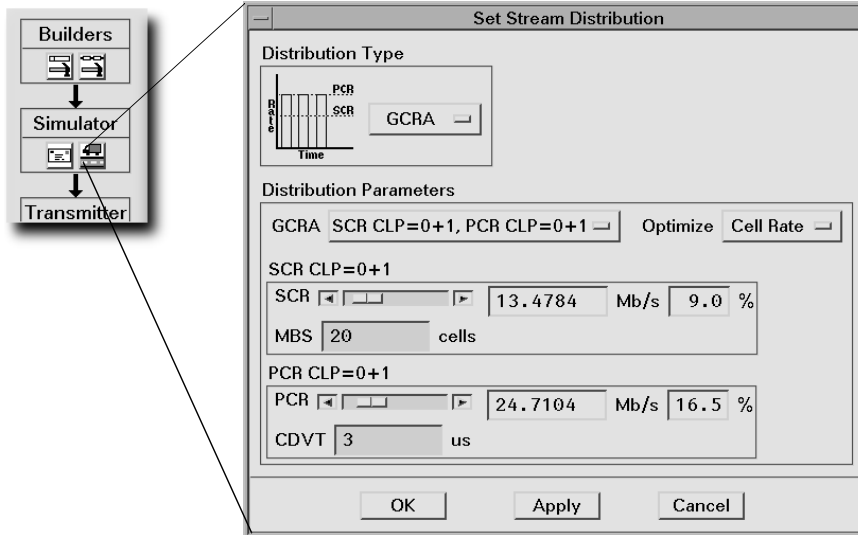 Builders
Simulator
Transmitter
Set Stream Distribution
Distribution Type
Rate
PCR
SCR
Time
GCRA
Distribution Parameters
GCRA SCR CLP=0+1, PCR CLP=0+1 Optimize Cell Rate
SCR CLP=0+1
SCR 13.4784 Mb/s 9.0 %
MBS 20 cells
PCR CLP=0+1
PCR 24.7104 Mb/s 16.5 %
CDVT 3 us
OK Apply Cancel